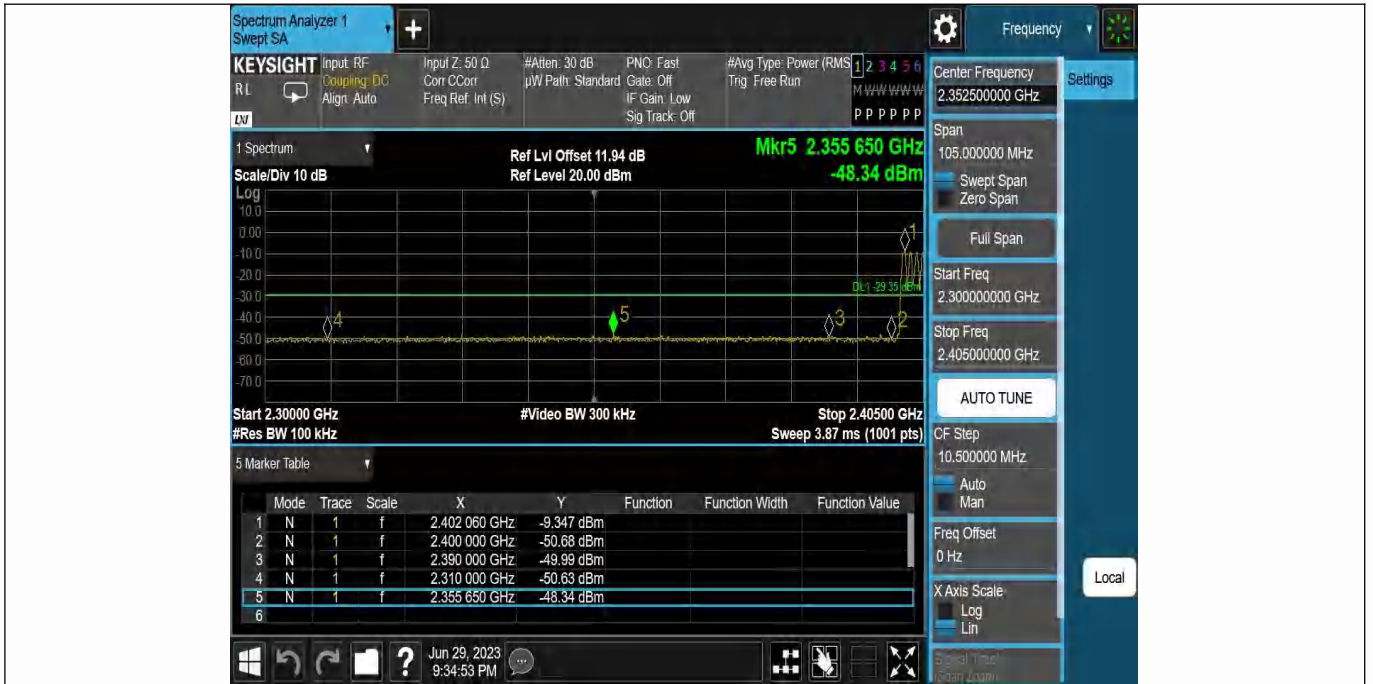 Spectrum Analyzer 1
Swept SA
+
Frequency
KEYSIGHT
RL
LXI
Input: RF
Coupling: DC
Align: Auto
Input Z: 50 Ω
Corr CCorr
Freq Ref: Int (S)
#Atten: 30 dB
µW Path: Standard
PNO: Fast
Gate: Off
IF Gain: Low
Sig Track: Off
#Avg Type: Power (RMS
Trig: Free Run
1 2 3 4 5 6
M W W W W W
P P P P P P
Center Frequency
2.352500000 GHz
Settings
1 Spectrum
Scale/Div 10 dB
Ref Lvl Offset 11.94 dB
Ref Level 20.00 dBm
Mkr5 2.355 650 GHz
-48.34 dBm
Span
105.000000 MHz
Swept Span
Zero Span
Full Span
Start Freq
2.300000000 GHz
Stop Freq
2.405000000 GHz
AUTO TUNE
CF Step
10.500000 MHz
Auto
Man
Freq Offset
0 Hz
X Axis Scale
Log
Lin
Signal Track
(Span Zoom)
Local
Log
10.0
0.00
-10.0
-20.0
-30.0
-40.0
-50.0
-60.0
-70.0
1
DL1 -29.35 dBm
4
5
3
2
Start 2.30000 GHz
#Video BW 300 kHz
Stop 2.40500 GHz
#Res BW 100 kHz
Sweep 3.87 ms (1001 pts)
5 Marker Table
Mode Trace Scale X Y Function Function Width Function Value
1 N 1 f 2.402 060 GHz -9.347 dBm
2 N 1 f 2.400 000 GHz -50.68 dBm
3 N 1 f 2.390 000 GHz -49.99 dBm
4 N 1 f 2.310 000 GHz -50.63 dBm
5 N 1 f 2.355 650 GHz -48.34 dBm
6
?
Jun 29, 2023
9:34:53 PM